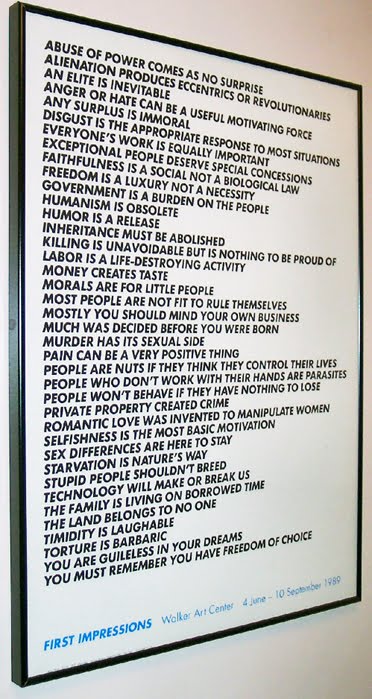 ABUSE OF POWER COMES AS NO SURPRISE
ALIENATION PRODUCES ECCENTRICS OR REVOLUTIONARIES
AN ELITE IS INEVITABLE
ANGER OR HATE CAN BE A USEFUL MOTIVATING FORCE
ANY SURPLUS IS IMMORAL
DISGUST IS THE APPROPRIATE RESPONSE TO MOST SITUATIONS
EVERYONE'S WORK IS EQUALLY IMPORTANT
EXCEPTIONAL PEOPLE DESERVE SPECIAL CONCESSIONS
FAITHFULNESS IS A SOCIAL NOT A BIOLOGICAL LAW
FREEDOM IS A LUXURY NOT A NECESSITY
GOVERNMENT IS A BURDEN ON THE PEOPLE
HUMANISM IS OBSOLETE
HUMOR IS A RELEASE
INHERITANCE MUST BE ABOLISHED
KILLING IS UNAVOIDABLE BUT IS NOTHING TO BE PROUD OF
LABOR IS A LIFE-DESTROYING ACTIVITY
MONEY CREATES TASTE
MORALS ARE FOR LITTLE PEOPLE
MOST PEOPLE ARE NOT FIT TO RULE THEMSELVES
MOSTLY YOU SHOULD MIND YOUR OWN BUSINESS
MUCH WAS DECIDED BEFORE YOU WERE BORN
MURDER HAS ITS SEXUAL SIDE
PAIN CAN BE A VERY POSITIVE THING
PEOPLE ARE NUTS IF THEY THINK THEY CONTROL THEIR LIVES
PEOPLE WHO DON'T WORK WITH THEIR HANDS ARE PARASITES
PEOPLE WON'T BEHAVE IF THEY HAVE NOTHING TO LOSE
PRIVATE PROPERTY CREATED CRIME
ROMANTIC LOVE WAS INVENTED TO MANIPULATE WOMEN
SELFISHNESS IS THE MOST BASIC MOTIVATION
SEX DIFFERENCES ARE HERE TO STAY
STARVATION IS NATURE'S WAY
STUPID PEOPLE SHOULDN'T BREED
TECHNOLOGY WILL MAKE OR BREAK US
THE FAMILY IS LIVING ON BORROWED TIME
THE LAND BELONGS TO NO ONE
TIMIDITY IS LAUGHABLE
TORTURE IS BARBARIC
YOU ARE GUILELESS IN YOUR DREAMS
YOU MUST REMEMBER YOU HAVE FREEDOM OF CHOICE
FIRST IMPRESSIONS Walker Art Center 4 June – 10 September 1989